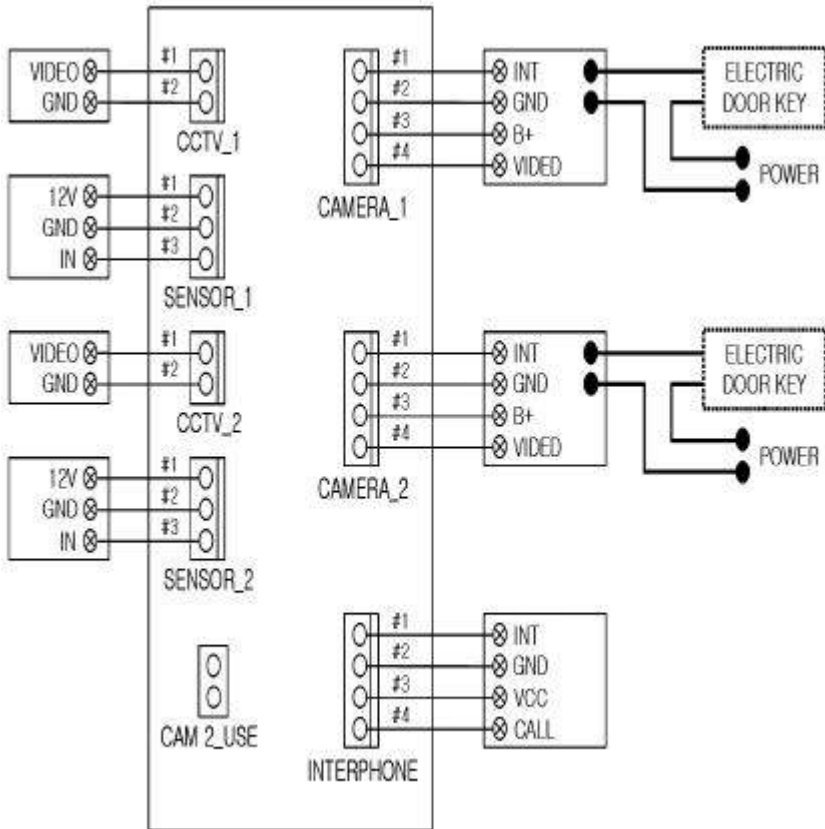 VIDEO
GND
#1
#2
CCTV_1
12V
GND
IN
#1
#2
#3
SENSOR_1
VIDEO
GND
#1
#2
CCTV_2
12V
GND
IN
#1
#2
#3
SENSOR_2
CAM 2_USE
#1
#2
#3
#4
CAMERA_1
INT
GND
B+
VIDED
ELECTRIC
DOOR KEY
POWER
#1
#2
#3
#4
CAMERA_2
INT
GND
B+
VIDED
ELECTRIC
DOOR KEY
POWER
#1
#2
#3
#4
INTERPHONE
INT
GND
VCC
CALL